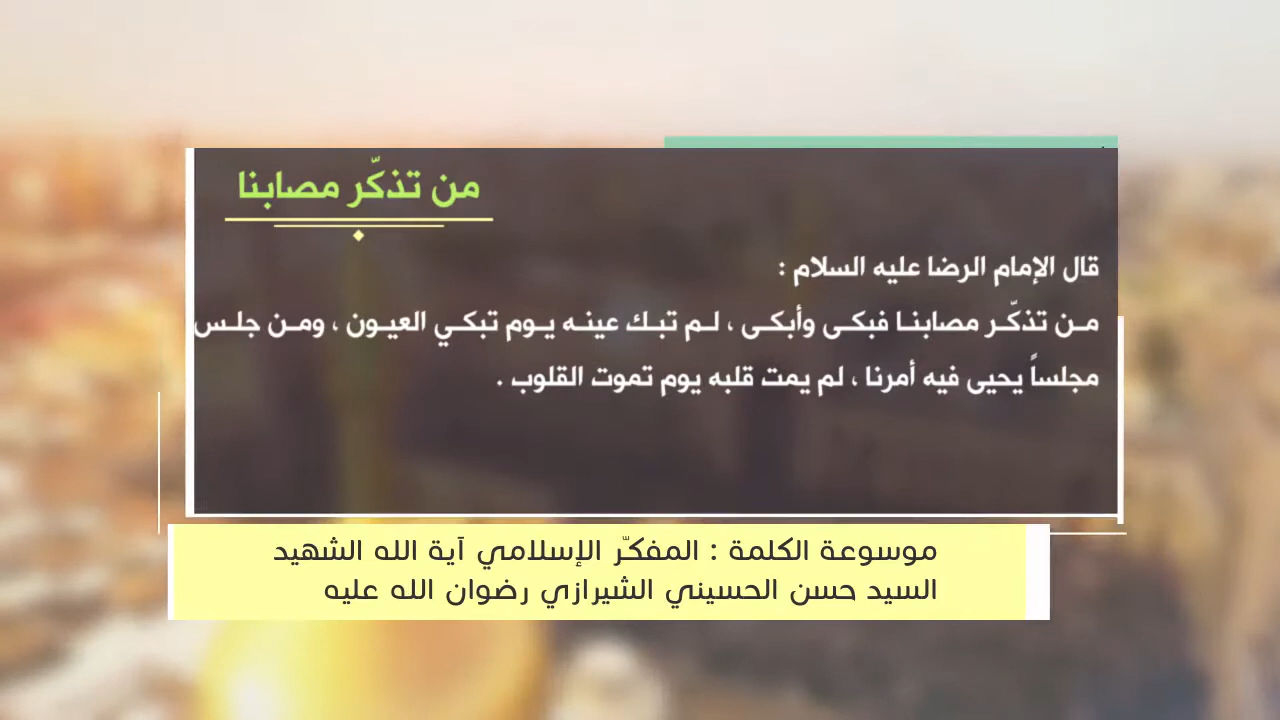 من تذكّر مصابنا
قال الإمام الرضا عليه السلام :
مـن تذكّـر مصابنـا فبكـى وأبكـى ، لـم تبـك عينـه يـوم تبكـي العيـون ، ومـن جلـس
مجلساً يحيى فيه أمرنا ، لم يمت قلبه يوم تموت القلوب .
موسوعة الكلمة : المفكّر الإسلامي آية الله الشهيد
السيد حسن الحسيني الشيرازي رضوان الله عليه